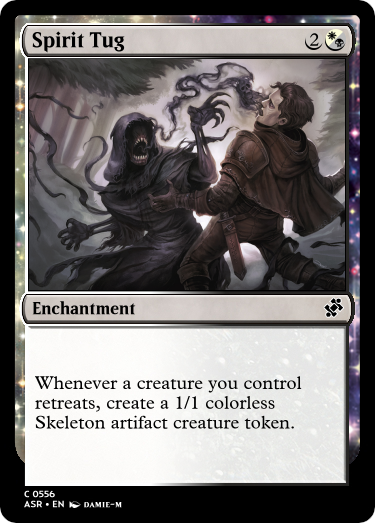 Spirit Tug 2
Enchantment
Whenever a creature you control
retreats, create a 1/1 colorless
Skeleton artifact creature token.
C 0556
ASR • EN DAMIE-M